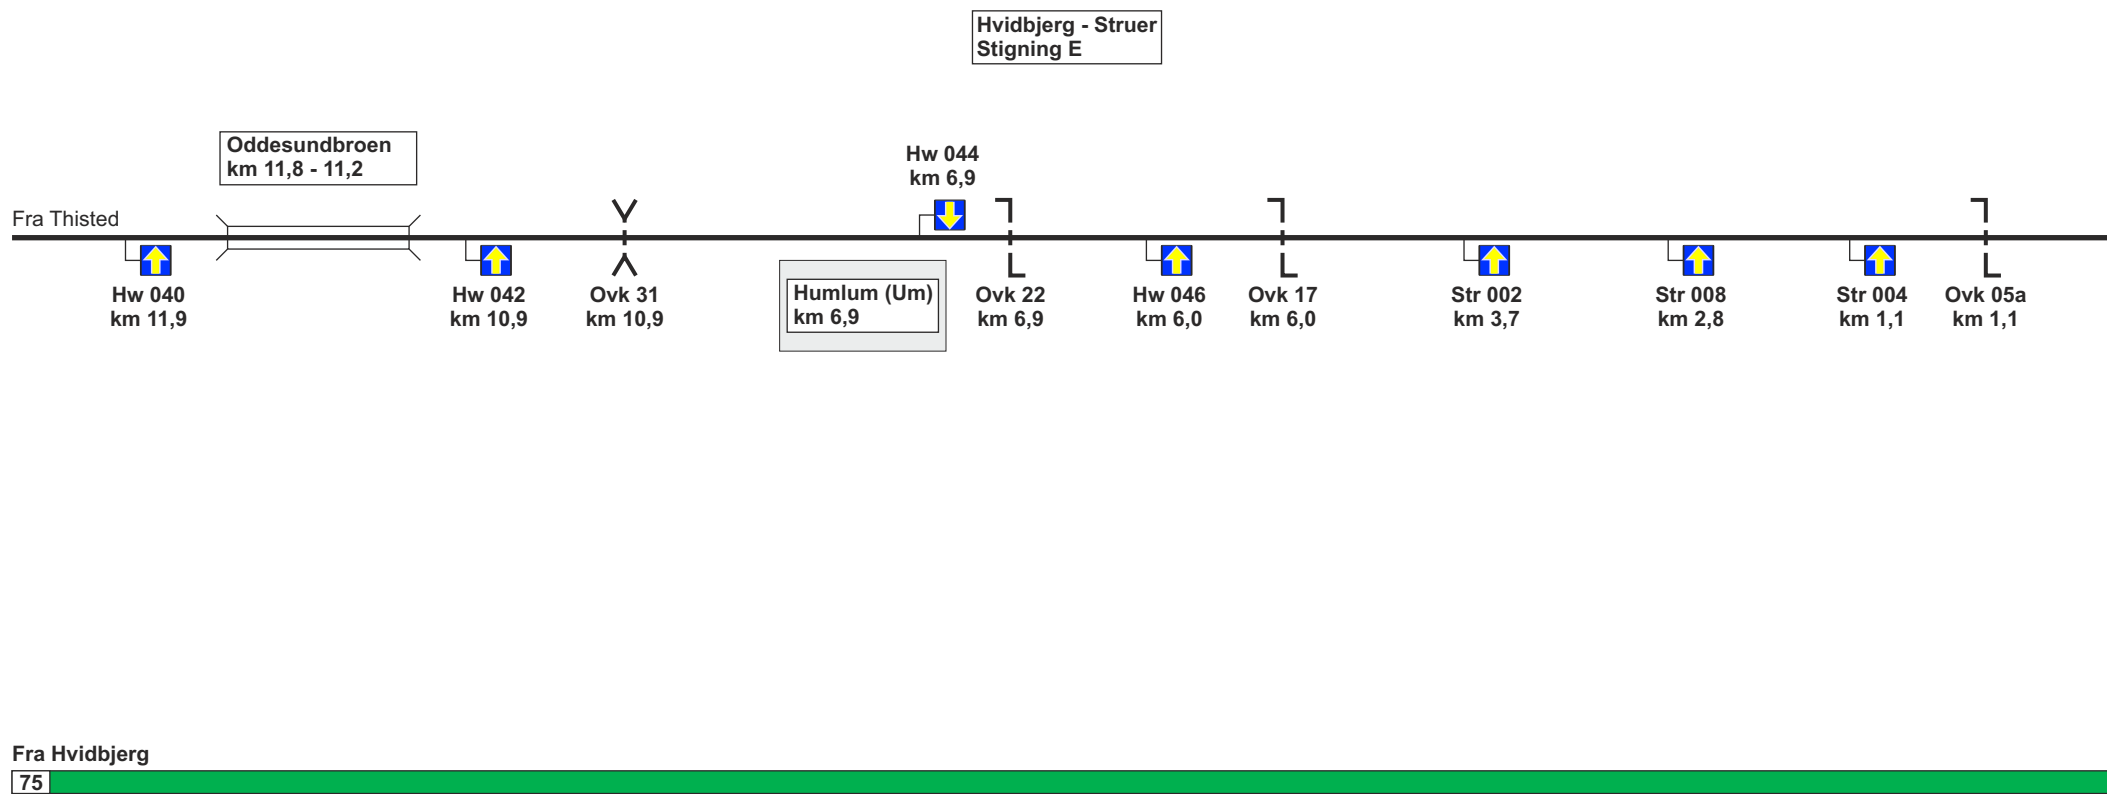 Hvidbjerg - Struer
Stigning E
Oddesundbroen
km 11,8 - 11,2
Hw 044
km 6,9
Fra Thisted
Hw 040
km 11,9
Hw 042
km 10,9
Ovk 31
km 10,9
Humlum (Um)
km 6,9
Ovk 22
km 6,9
Hw 046
km 6,0
Ovk 17
km 6,0
Str 002
km 3,7
Str 008
km 2,8
Str 004
km 1,1
Ovk 05a
km 1,1
Fra Hvidbjerg
75